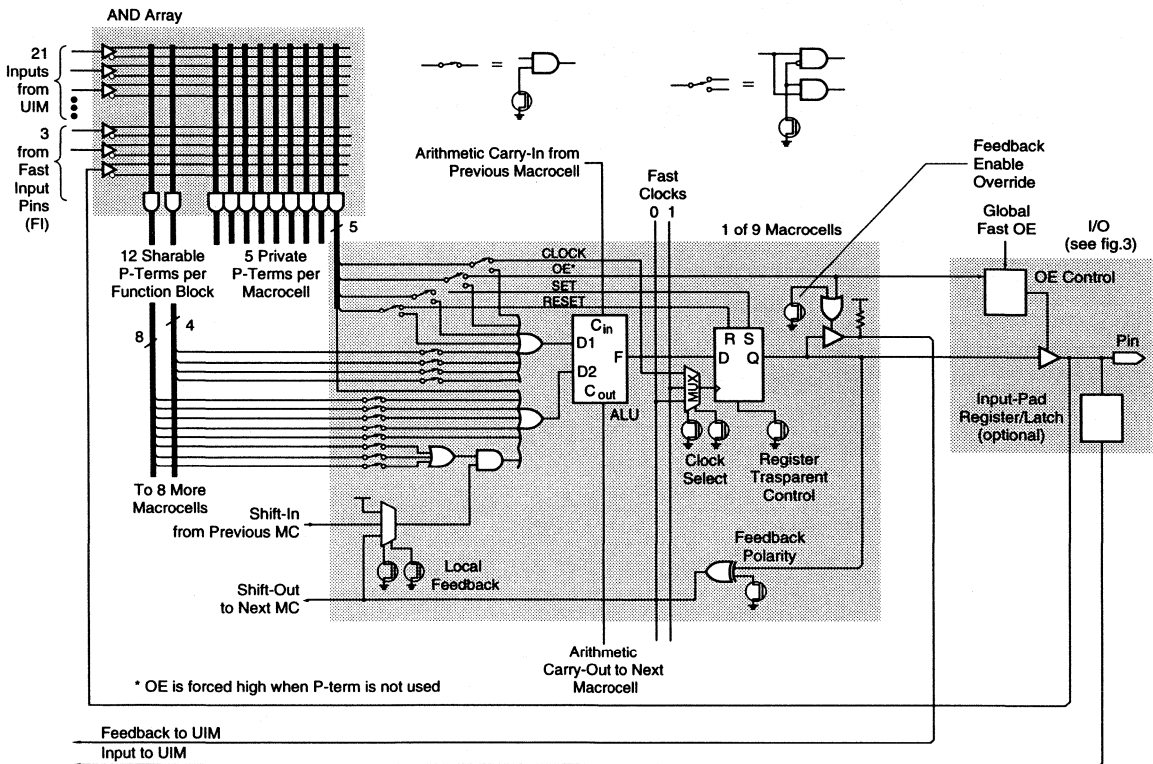 AND Array
21
Inputs
from
UIM
3
from
Fast
Input
Pins
(FI)
=
=
Arithmetic Carry-In from
Previous Macrocell
Fast
Clocks
0 1
Feedback
Enable
Override
Global
Fast OE
I/O
(see fig.3)
1 of 9 Macrocells
5
12 Sharable
P-Terms per
Function Block
5 Private
P-Terms per
Macrocell
CLOCK
OE*
SET
RESET
OE Control
8
4
C in
D1
D2
F
C out
ALU
R S
D Q
MUX
Pin
Input-Pad
Register/Latch
(optional)
Clock
Select
Register
Trasparent
Control
To 8 More
Macrocells
Shift-In
from Previous MC
Local
Feedback
Feedback
Polarity
Shift-Out
to Next MC
Arithmetic
Carry-Out to Next
Macrocell
* OE is forced high when P-term is not used
Feedback to UIM
Input to UIM